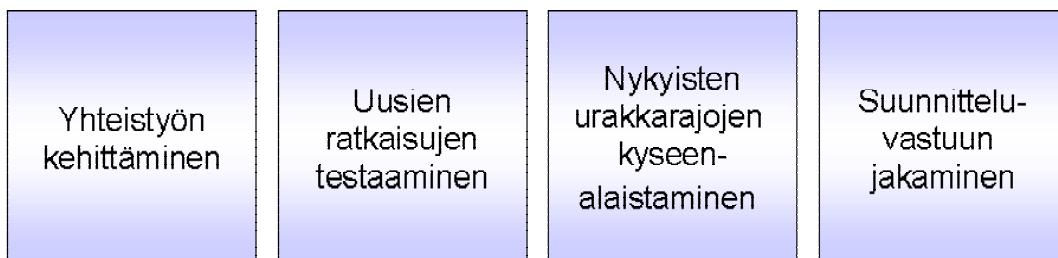 Yhteistyön
kehittäminen
Uusien
ratkaisujen
testaaminen
Nykyisten
urakkarajojen
kyseen-
alaistaminen
Suunnittelu-
vastuun
jakaminen